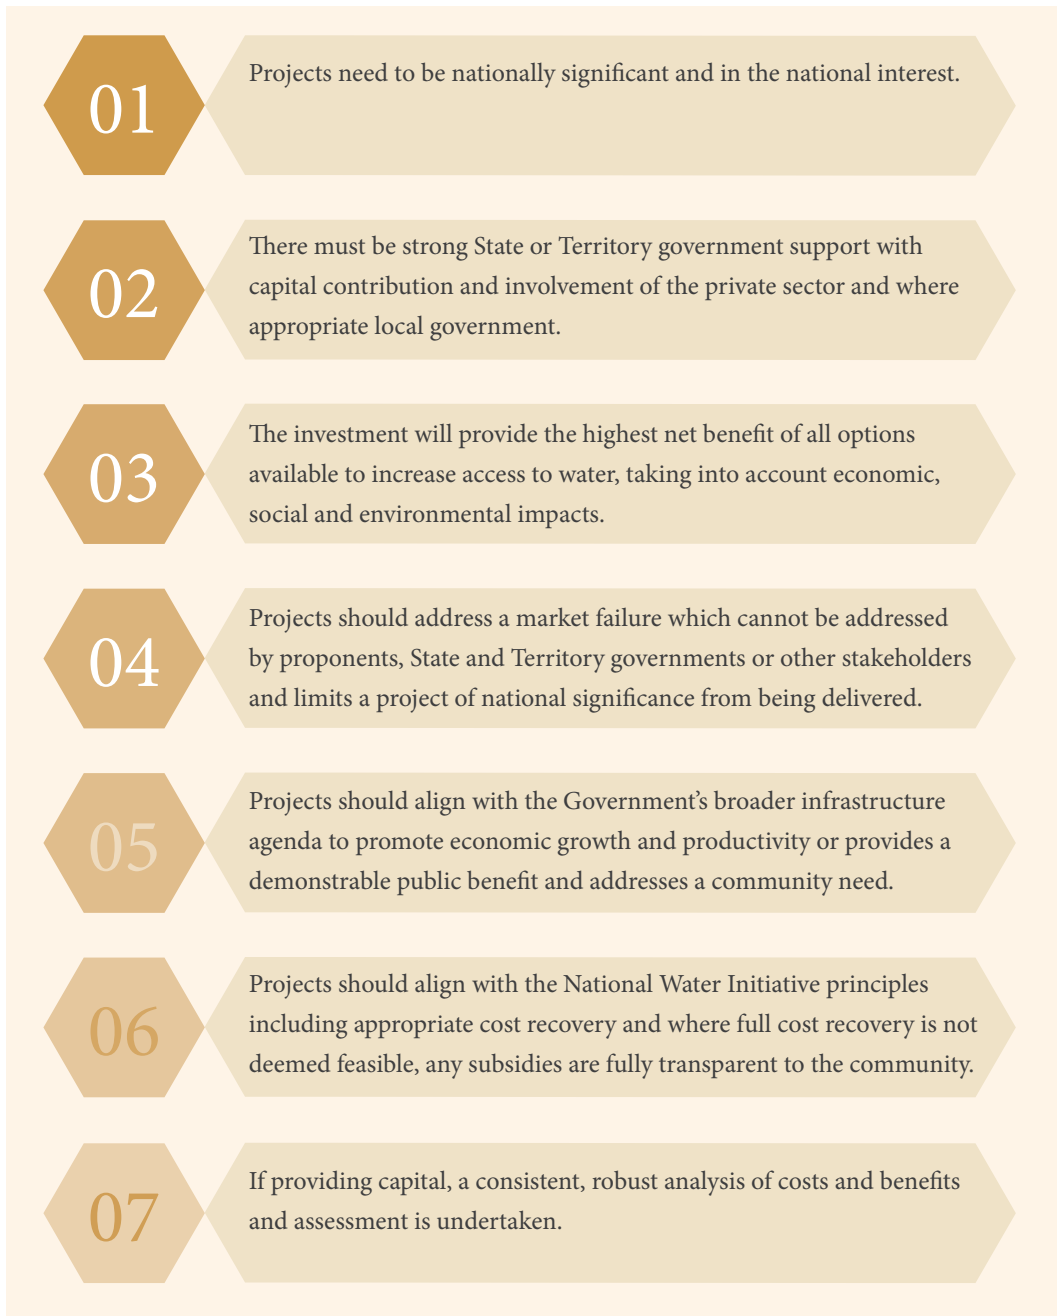 01
Projects need to be nationally significant and in the national interest.
02
There must be strong State or Territory government support with
capital contribution and involvement of the private sector and where
appropriate local government.
03
The investment will provide the highest net benefit of all options
available to increase access to water, taking into account economic,
social and environmental impacts.
04
Projects should address a market failure which cannot be addressed
by proponents, State and Territory governments or other stakeholders
and limits a project of national significance from being delivered.
05
Projects should align with the Government’s broader infrastructure
agenda to promote economic growth and productivity or provides a
demonstrable public benefit and addresses a community need.
06
Projects should align with the National Water Initiative principles
including appropriate cost recovery and where full cost recovery is not
deemed feasible, any subsidies are fully transparent to the community.
07
If providing capital, a consistent, robust analysis of costs and benefits
and assessment is undertaken.